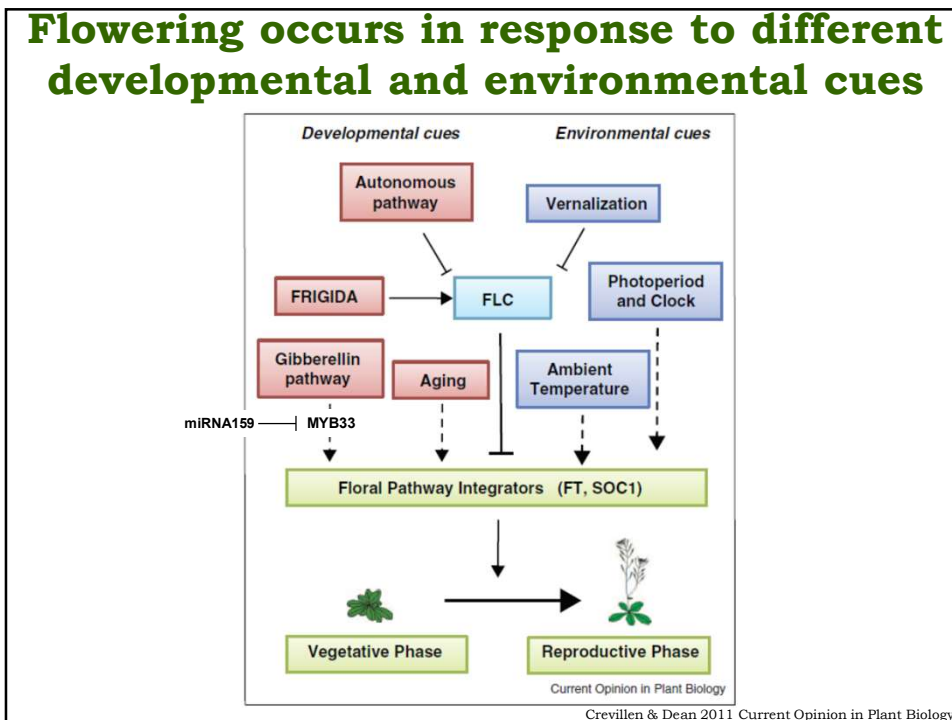 Flowering occurs in response to different
developmental and environmental cues
Developmental cues
Environmental cues
Autonomous
pathway
Vernalization
FRIGIDA
FLC
Photoperiod
and Clock
Gibberellin
pathway
Aging
Ambient
Temperature
miRNA159
MYB33
Floral Pathway Integrators (FT, SOC1)
Vegetative Phase
Reproductive Phase
Current Opinion in Plant Biology
Crevillen & Dean 2011 Current Opinion in Plant Biology